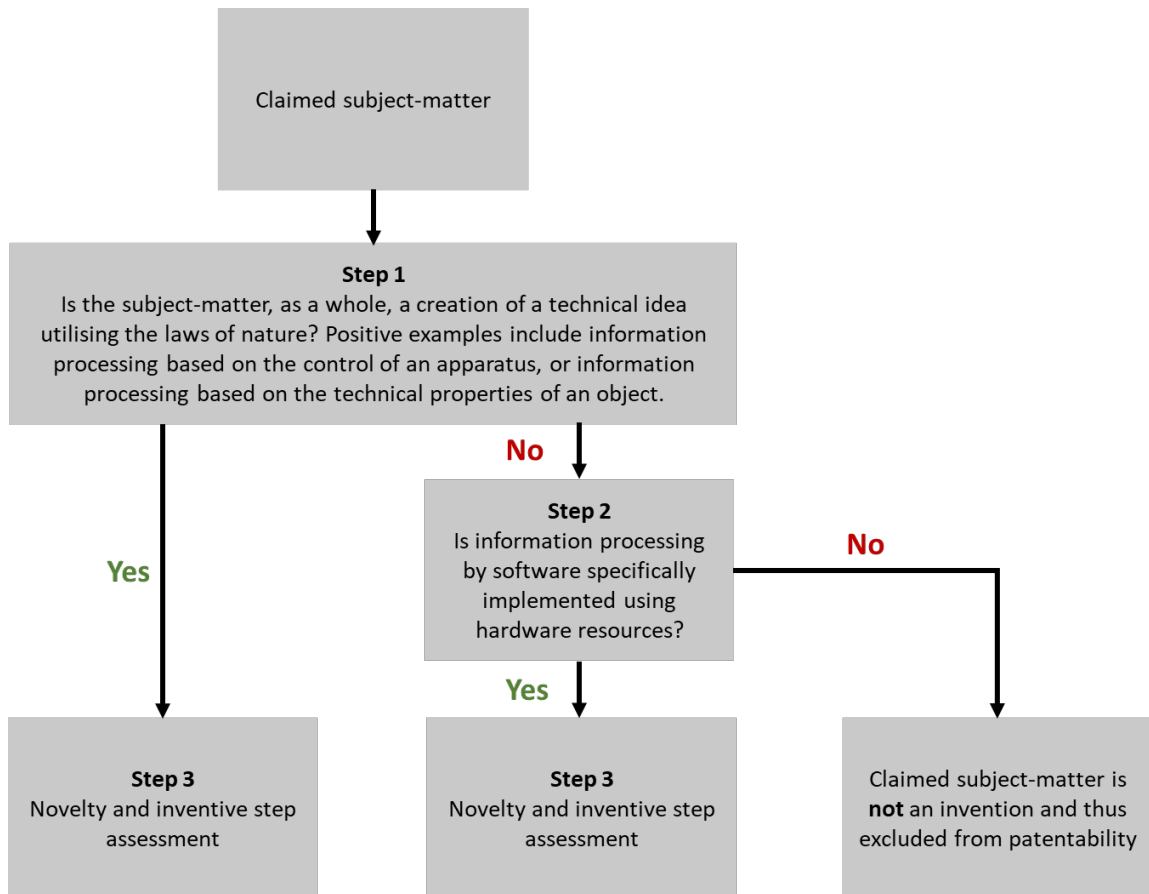 Claimed subject-matter
Step 1
Is the subject-matter, as a whole, a creation of a technical idea
utilising the laws of nature? Positive examples include information
processing based on the control of an apparatus, or information
processing based on the technical properties of an object.
No
Step 2
Is information processing
by software specifically
implemented using
hardware resources?
No
Yes
Yes
Step 3
Novelty and inventive step
assessment
Step 3
Novelty and inventive step
assessment
Claimed subject-matter is
not an invention and thus
excluded from patentability